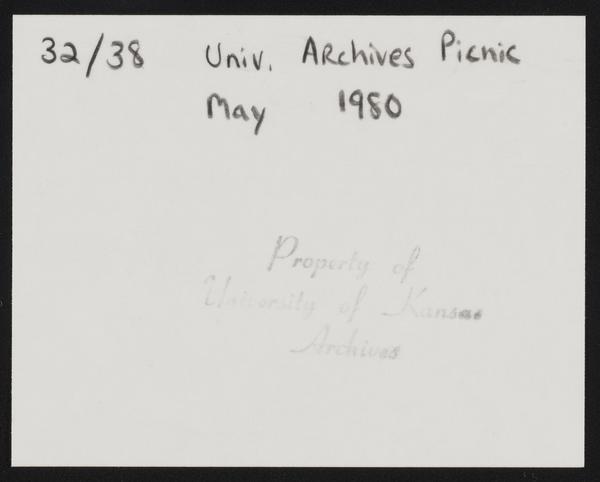 32/38 Univ. Archives Picnic
May 1980
Property of
University of Kansas
Archives